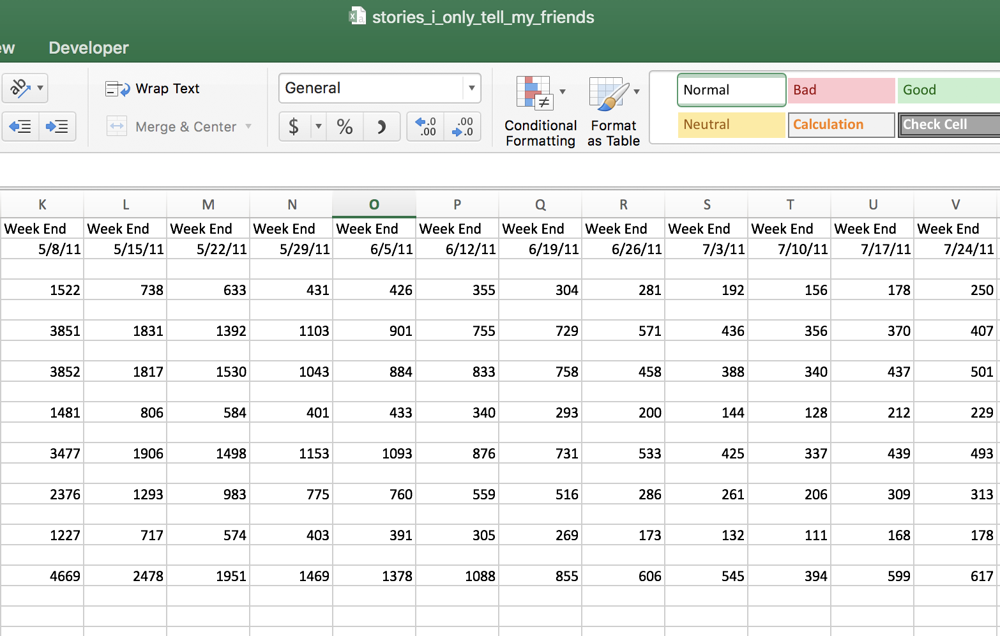 stories_i_only_tell_my_friends
ew Developer
Wrap Text
General
Conditional Formatting
Format as Table
Normal Bad Good
Merge & Center
$ % .0 .00 .00 .0
Neutral Calculation Check Cell
K L M N O P Q R S T U V
Week End Week End Week End Week End Week End Week End Week End Week End Week End Week End Week End Week End
5/8/11 5/15/11 5/22/11 5/29/11 6/5/11 6/12/11 6/19/11 6/26/11 7/3/11 7/10/11 7/17/11 7/24/11
1522 738 633 431 426 355 304 281 192 156 178 250
3851 1831 1392 1103 901 755 729 571 436 356 370 407
3852 1817 1530 1043 884 833 758 458 388 340 437 501
1481 806 584 401 433 340 293 200 144 128 212 229
3477 1906 1498 1153 1093 876 731 533 425 337 439 493
2376 1293 983 775 760 559 516 286 261 206 309 313
1227 717 574 403 391 305 269 173 132 111 168 178
4669 2478 1951 1469 1378 1088 855 606 545 394 599 617